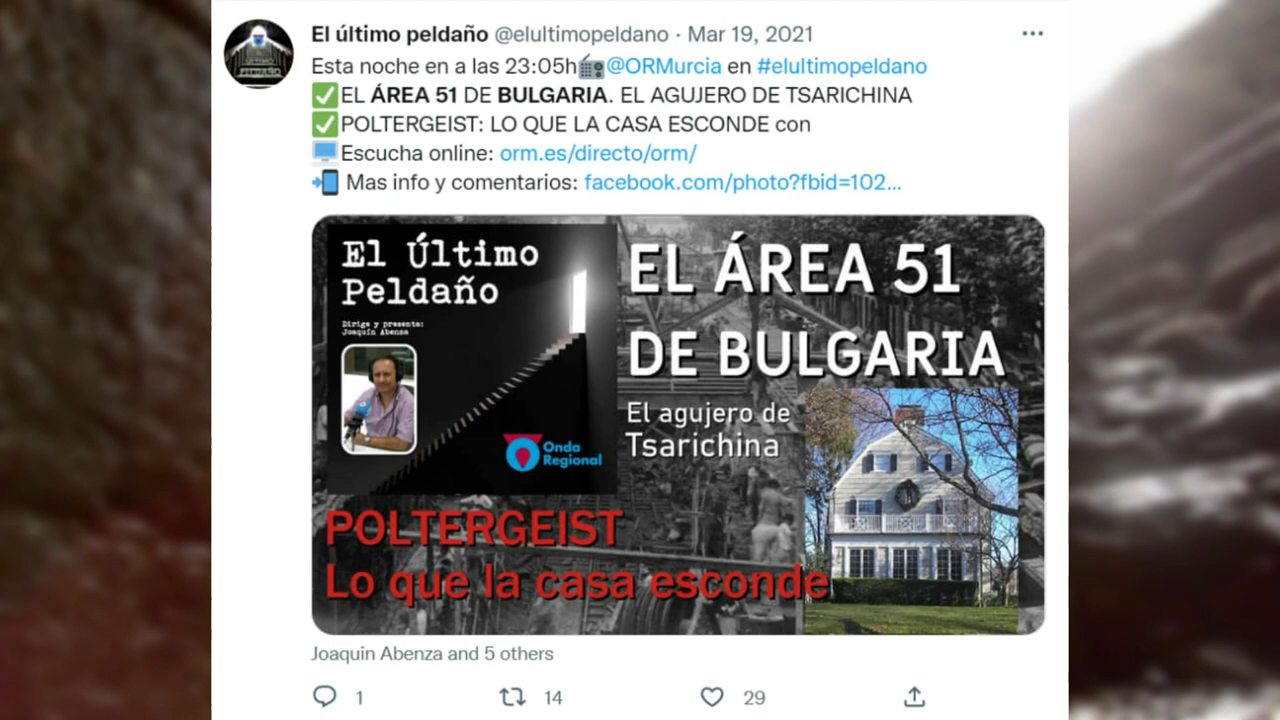 El último peldaño @elultimopeldano · Mar 19, 2021
Esta noche en a las 23:05h📻@ORMurcia en #elultimopeldano
✅EL ÁREA 51 DE BULGARIA. EL AGUJERO DE TSARICHINA
✅POLTERGEIST: LO QUE LA CASA ESCONDE con
🖥Escucha online: orm.es/directo/orm/
📲 Mas info y comentarios: facebook.com/photo?fbid=102...
El Último
Peldaño
Dirige y presenta:
Joaquín Abenza
Onda
Regional
EL ÁREA 51
DE BULGARIA
El agujero de
Tsarichina
POLTERGEIST
Lo que la casa esconde
Joaquin Abenza and 5 others
1 14 29